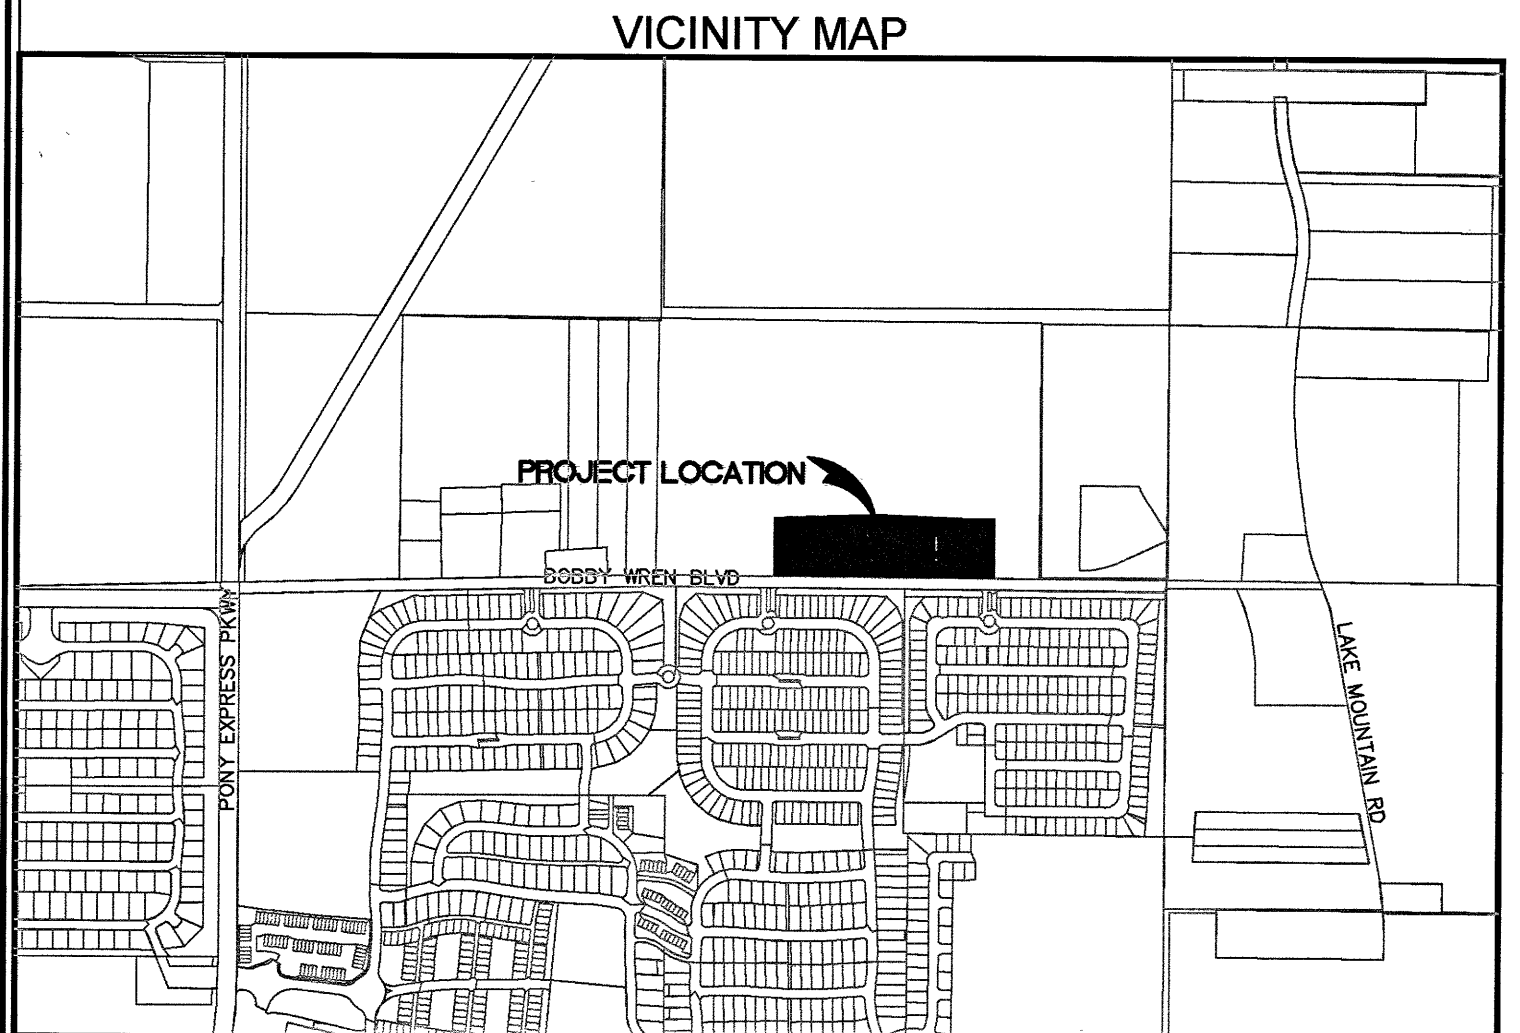 VICINITY MAP
PROJECT LOCATION
BOBBY WREN BLVD
PONY EXPRESS PKWY
LAKE MOUNTAIN RD